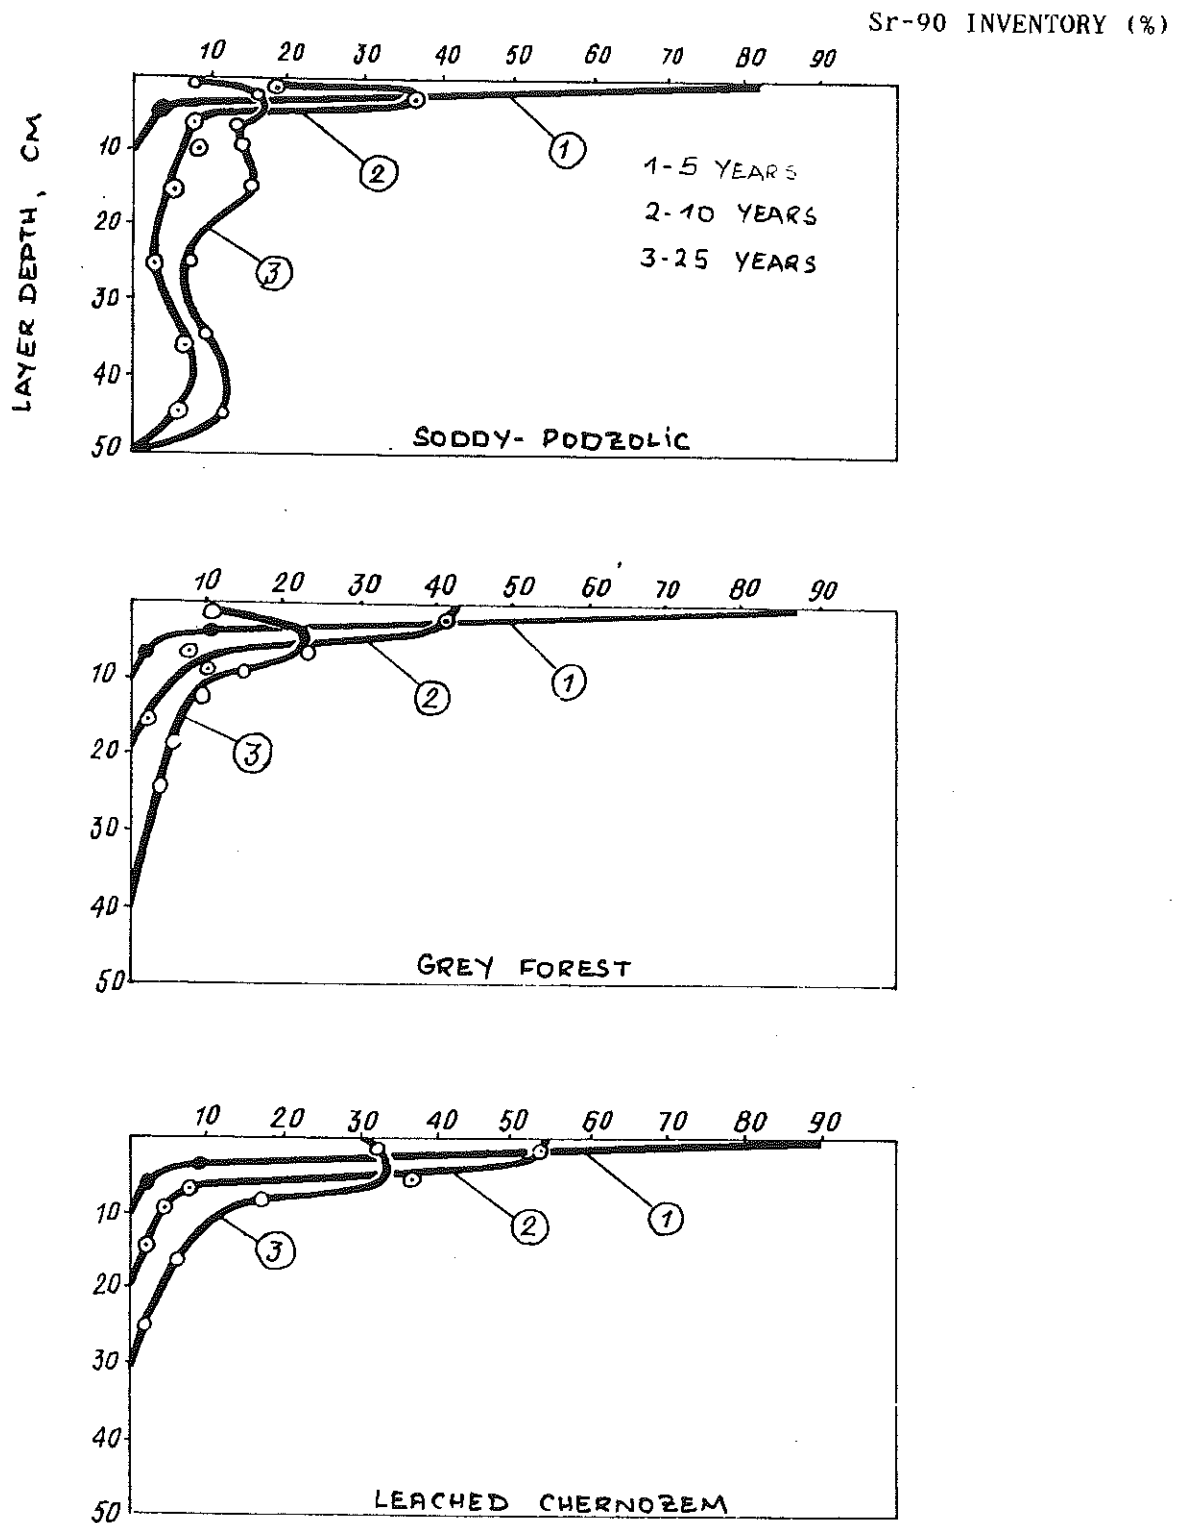 Sr-90 INVENTORY (%)
10 20 30 40 50 60 70 80 90
LAYER DEPTH, CM
10
20
30
40
50
1
2
3
1-5 YEARS
2-10 YEARS
3-25 YEARS
SODDY-PODZOLIC
10 20 30 40 50 60 70 80 90
10
20
30
40
50
1
2
3
GREY FOREST
10 20 30 40 50 60 70 80 90
10
20
30
40
50
1
2
3
LEACHED CHERNOZEM